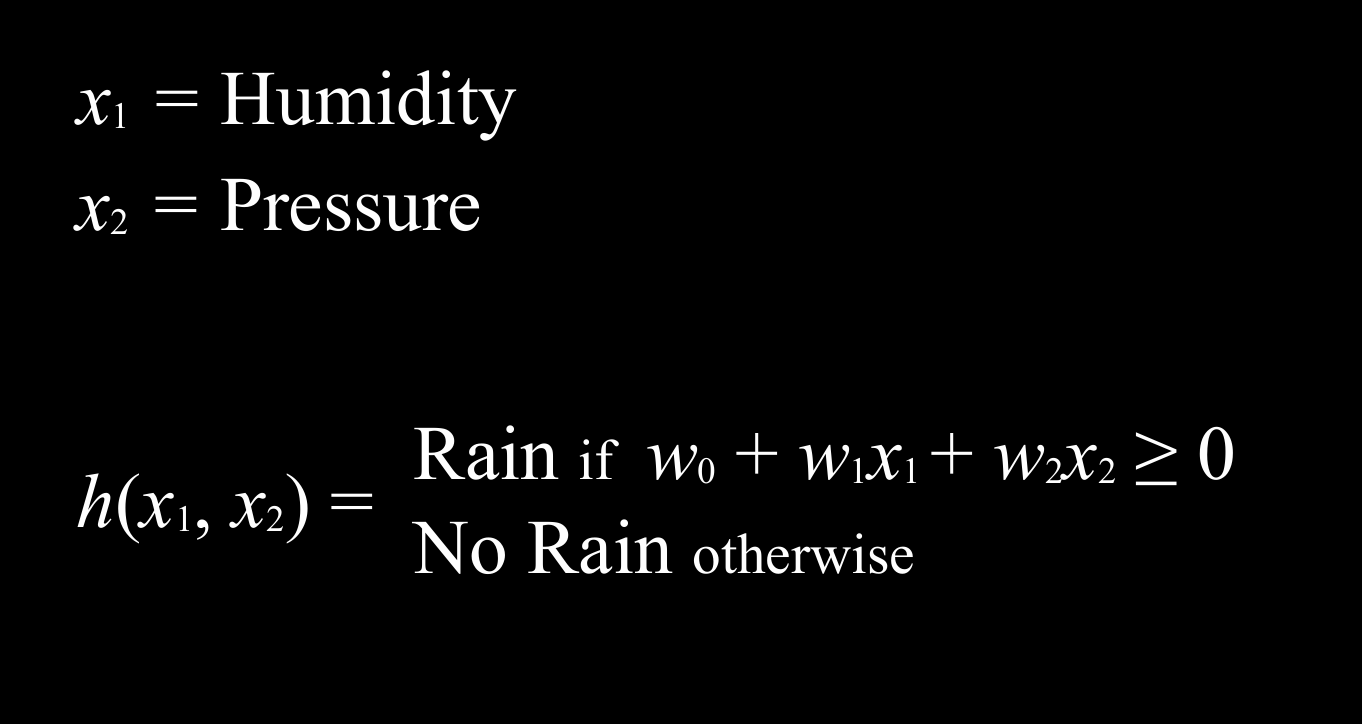 x₁ = Humidity
x₂ = Pressure
h(x₁, x₂) =
Rain if w₀ + w₁x₁ + w₂x₂ ≥ 0
No Rain otherwise